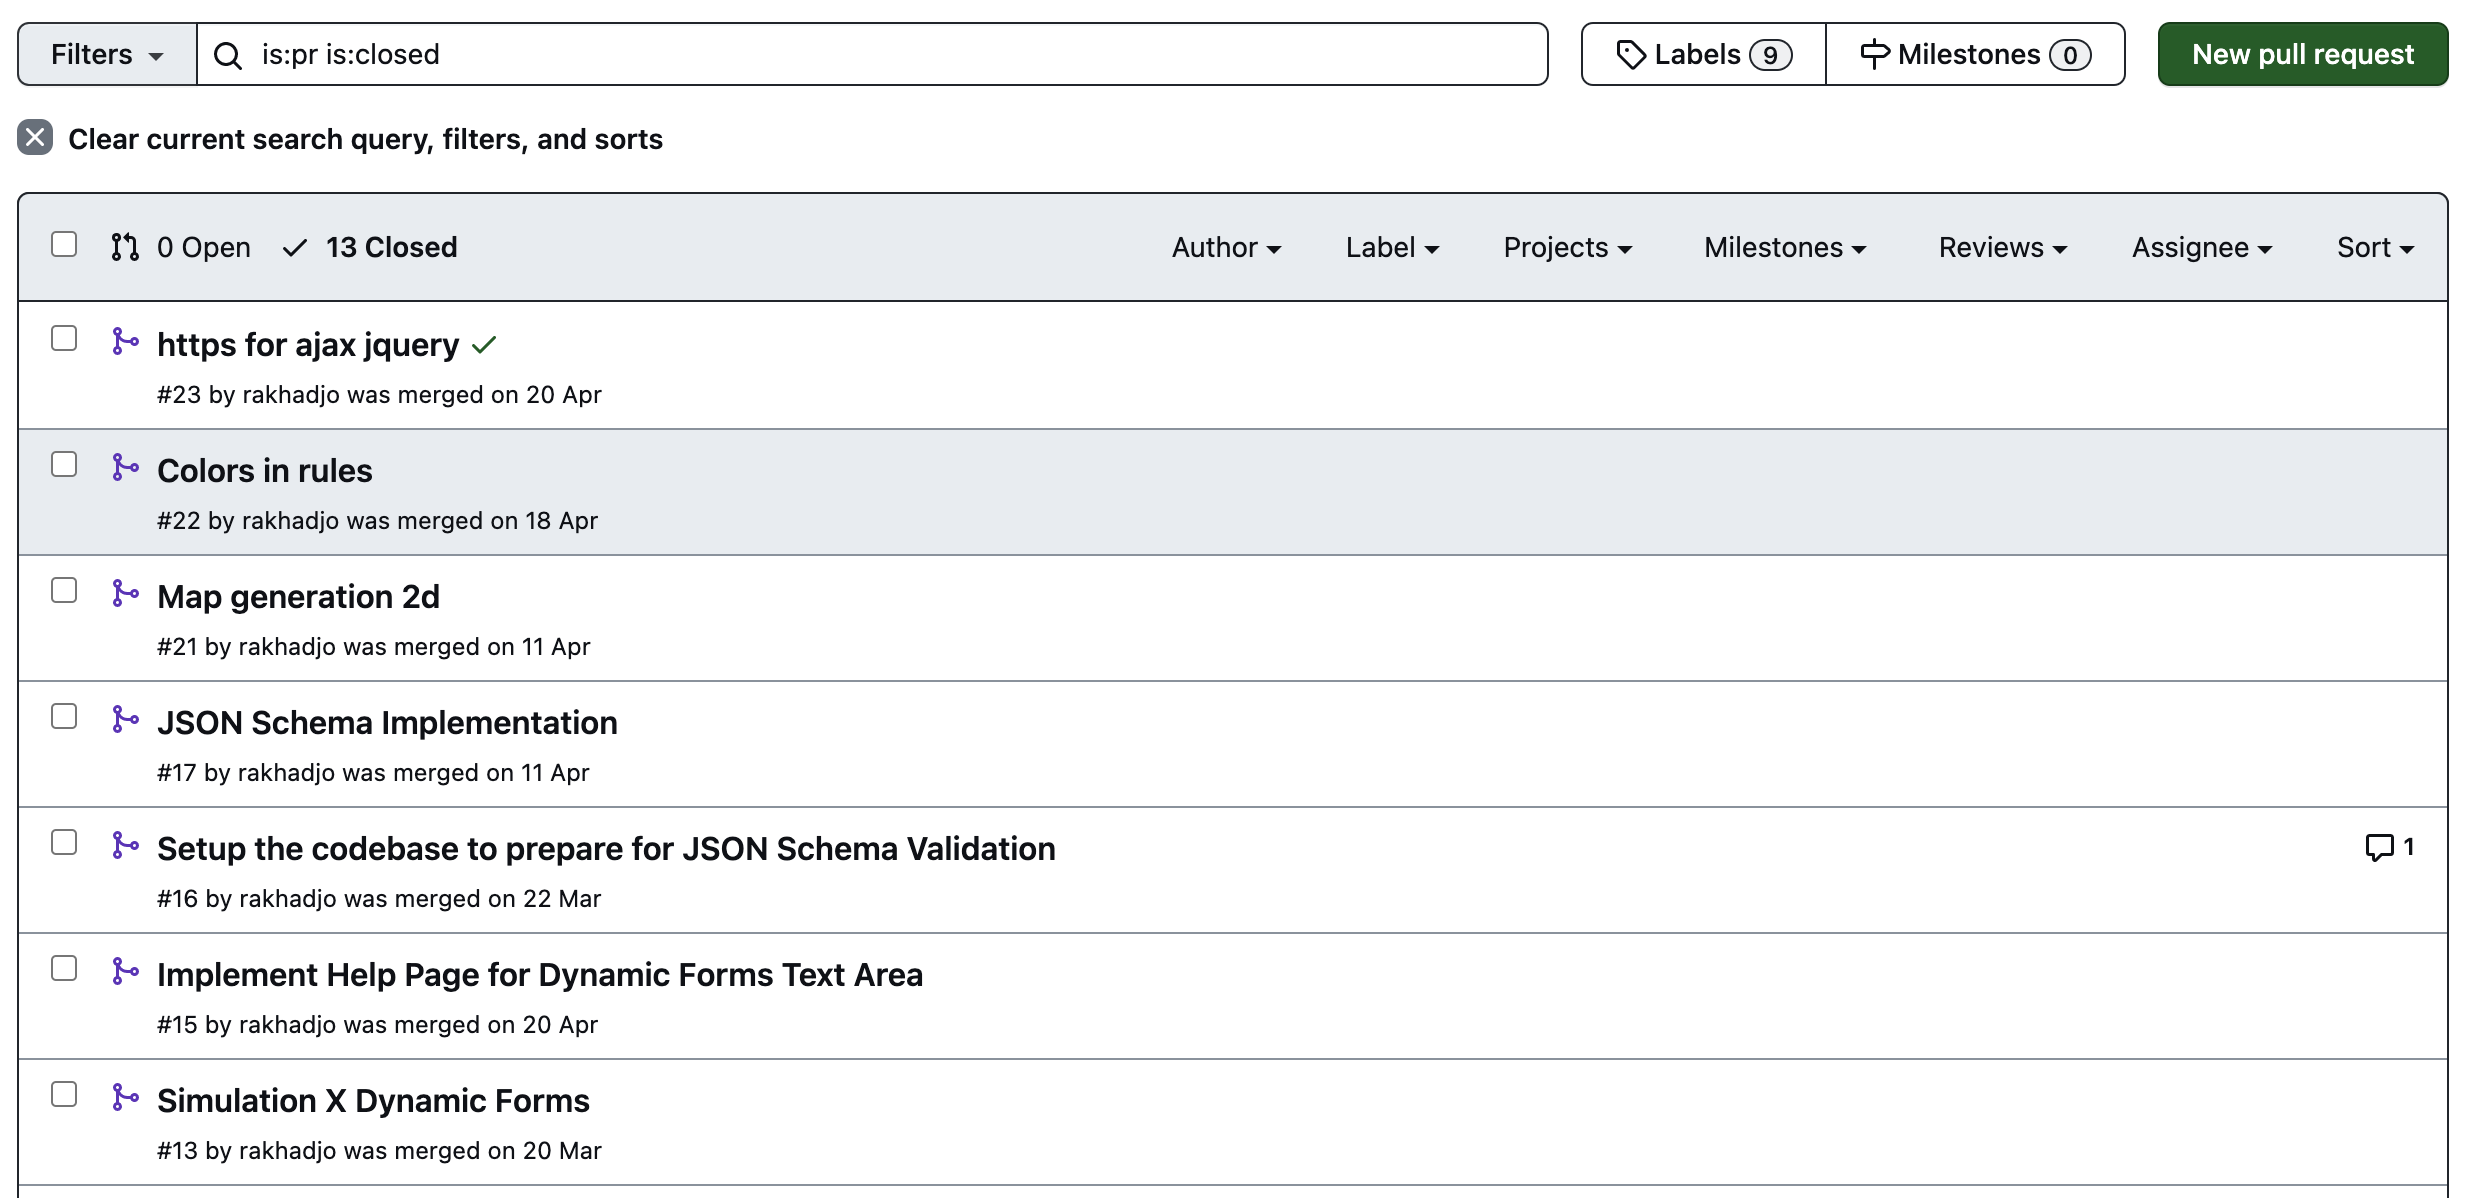 Filters
is:pr is:closed
Labels 9
Milestones 0
New pull request
Clear current search query, filters, and sorts
0 Open
13 Closed
Author
Label
Projects
Milestones
Reviews
Assignee
Sort
https for ajax jquery
#23 by rakhadjo was merged on 20 Apr
Colors in rules
#22 by rakhadjo was merged on 18 Apr
Map generation 2d
#21 by rakhadjo was merged on 11 Apr
JSON Schema Implementation
#17 by rakhadjo was merged on 11 Apr
Setup the codebase to prepare for JSON Schema Validation
1
#16 by rakhadjo was merged on 22 Mar
Implement Help Page for Dynamic Forms Text Area
#15 by rakhadjo was merged on 20 Apr
Simulation X Dynamic Forms
#13 by rakhadjo was merged on 20 Mar